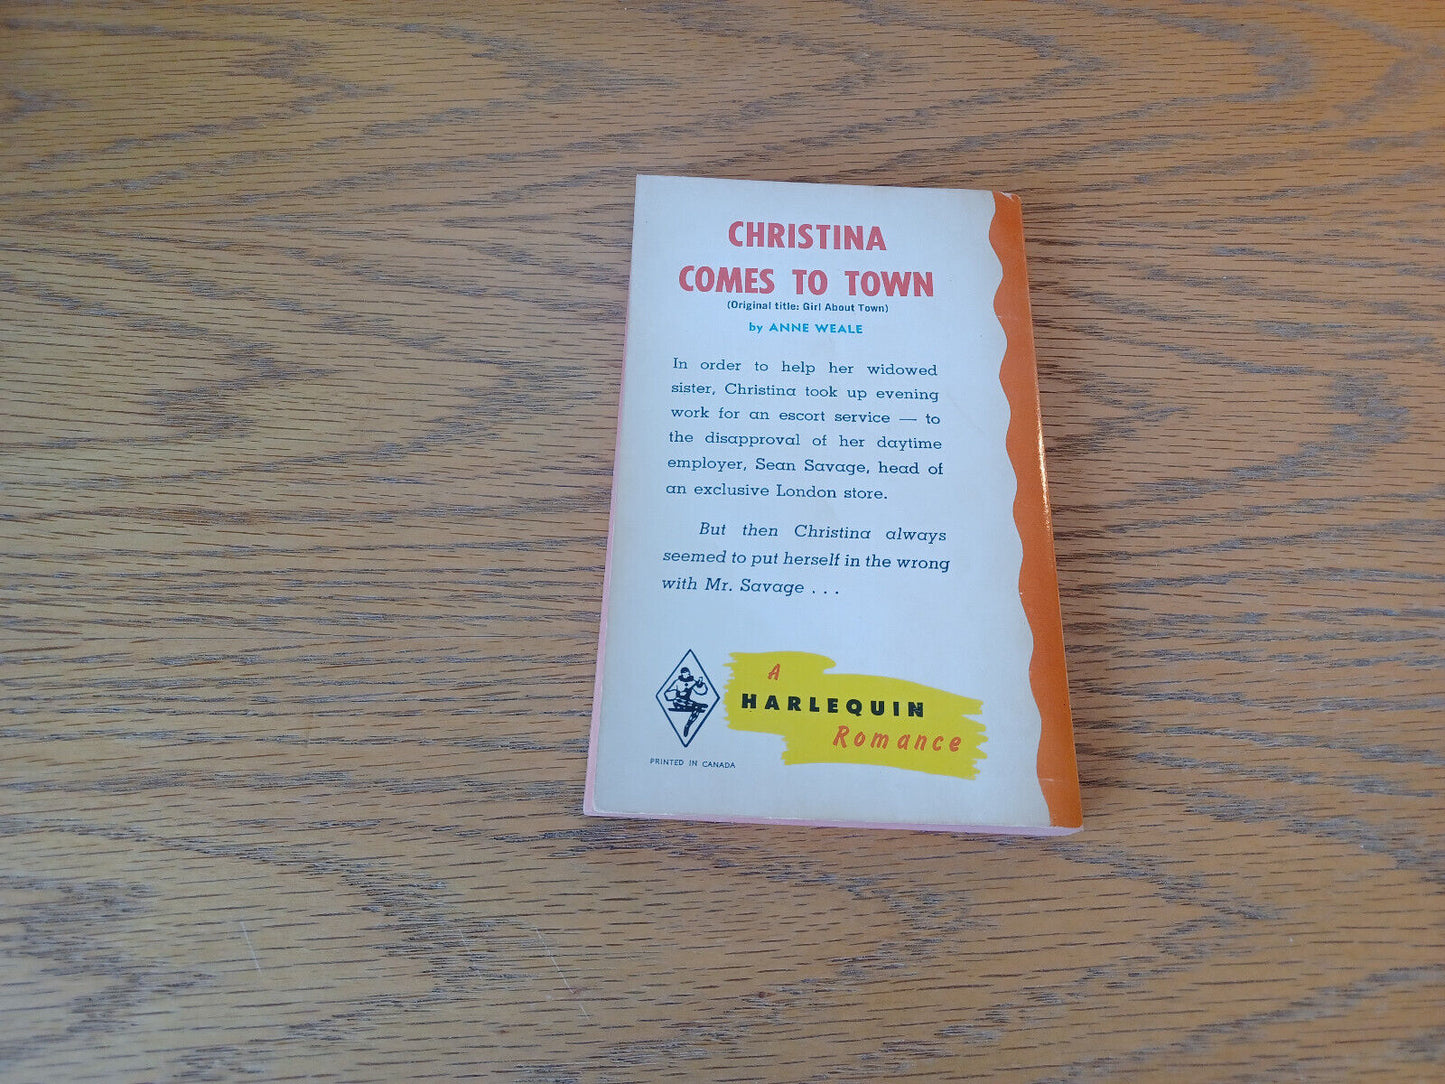 CHRISTINA
COMES TO TOWN
(Original title: Girl About Town)
by ANNE WEALE
In order to help her widowed
sister, Christina took up evening
work for an escort service — to
the disapproval of her daytime
employer, Sean Savage, head of
an exclusive London store.
But then Christina always
seemed to put herself in the wrong
with Mr. Savage . . .
A
HARLEQUIN
Romance
PRINTED IN CANADA